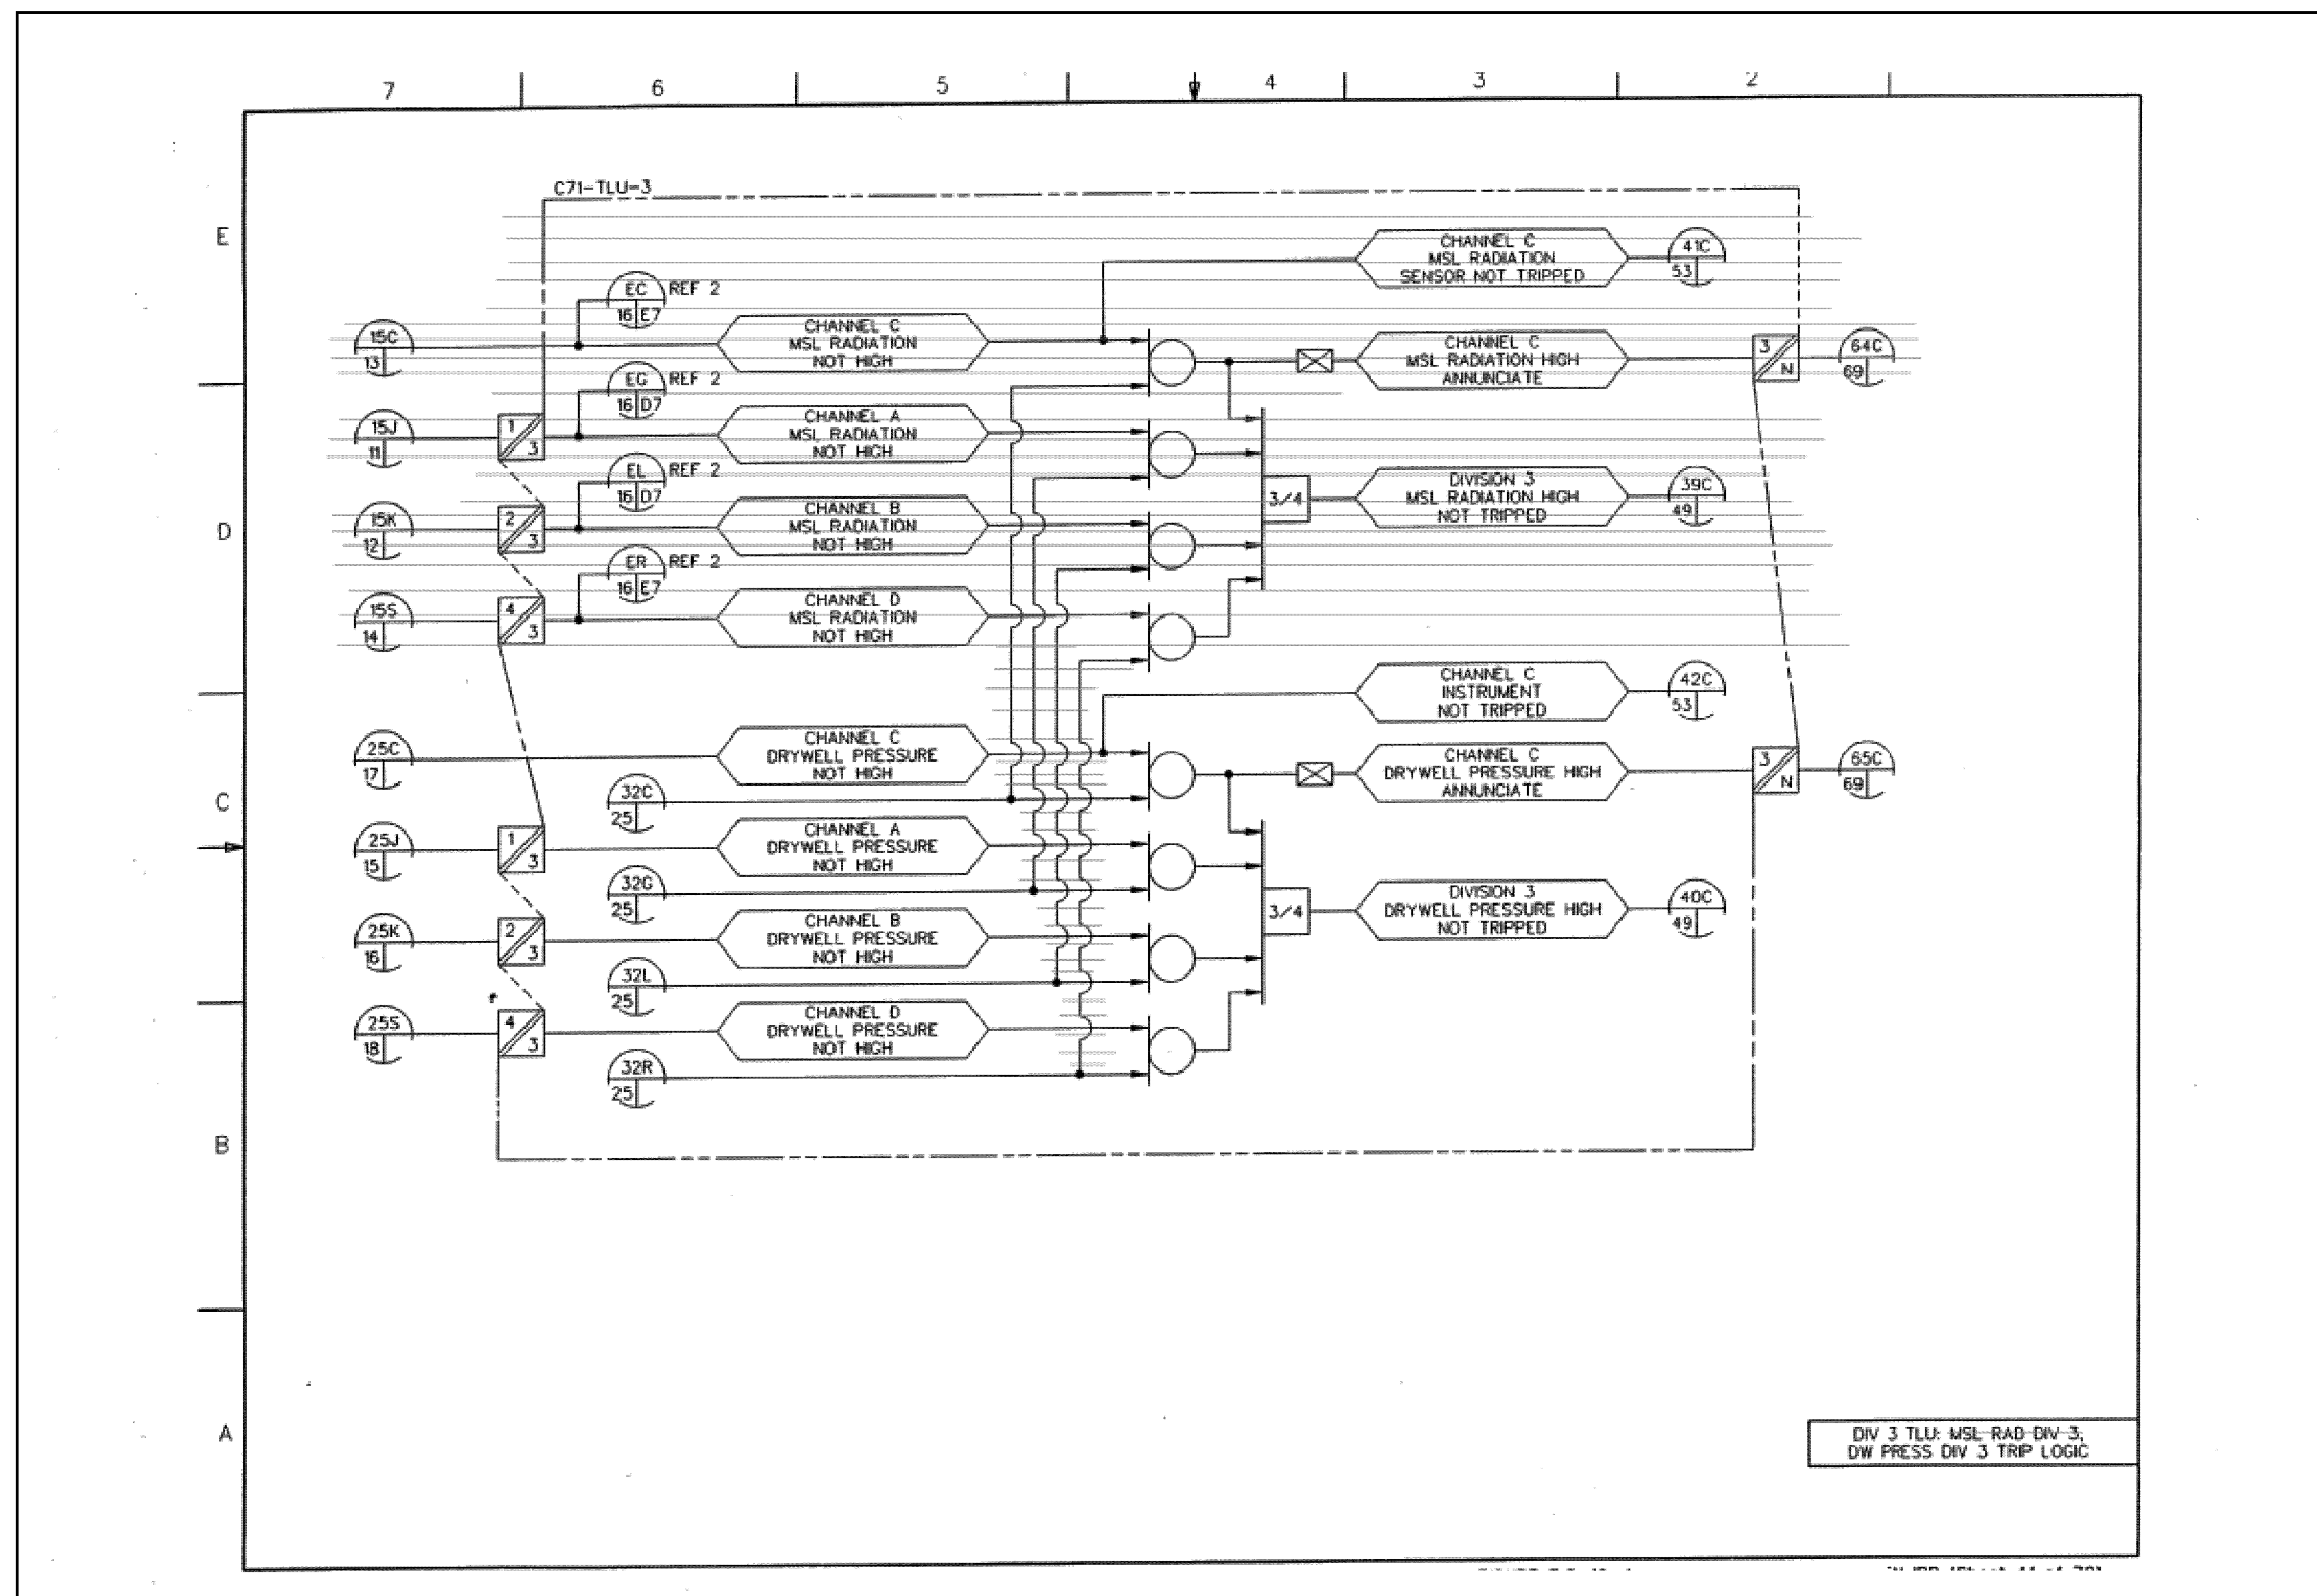 7 6 5 4 3 2
E
D
C
B
A
C71-TLU-3
CHANNEL C
MSL RADIATION
SENSOR NOT TRIPPED
41C
53
EC REF 2
16 E7
15C
13
CHANNEL C
MSL RADIATION
NOT HIGH
CHANNEL C
MSL RADIATION HIGH
ANNUNCIATE
3
N
64C
69
EG REF 2
16 D7
15J
11
1
3
CHANNEL A
MSL RADIATION
NOT HIGH
EL REF 2
16 D7
15K
12
2
3
CHANNEL B
MSL RADIATION
NOT HIGH
3/4
DIVISION 3
MSL RADIATION HIGH
NOT TRIPPED
39C
49
ER REF 2
16 E7
15S
14
4
3
CHANNEL D
MSL RADIATION
NOT HIGH
CHANNEL C
INSTRUMENT
NOT TRIPPED
42C
53
25C
17
CHANNEL C
DRYWELL PRESSURE
NOT HIGH
CHANNEL C
DRYWELL PRESSURE HIGH
ANNUNCIATE
3
N
65C
69
32C
25
25J
15
1
3
CHANNEL A
DRYWELL PRESSURE
NOT HIGH
32G
25
25K
16
2
3
CHANNEL B
DRYWELL PRESSURE
NOT HIGH
3/4
DIVISION 3
DRYWELL PRESSURE HIGH
NOT TRIPPED
40C
49
32L
25
25S
18
4
3
CHANNEL D
DRYWELL PRESSURE
NOT HIGH
32R
25
DIV 3 TLU: MSL RAD DIV 3,
DW PRESS DIV 3 TRIP LOGIC